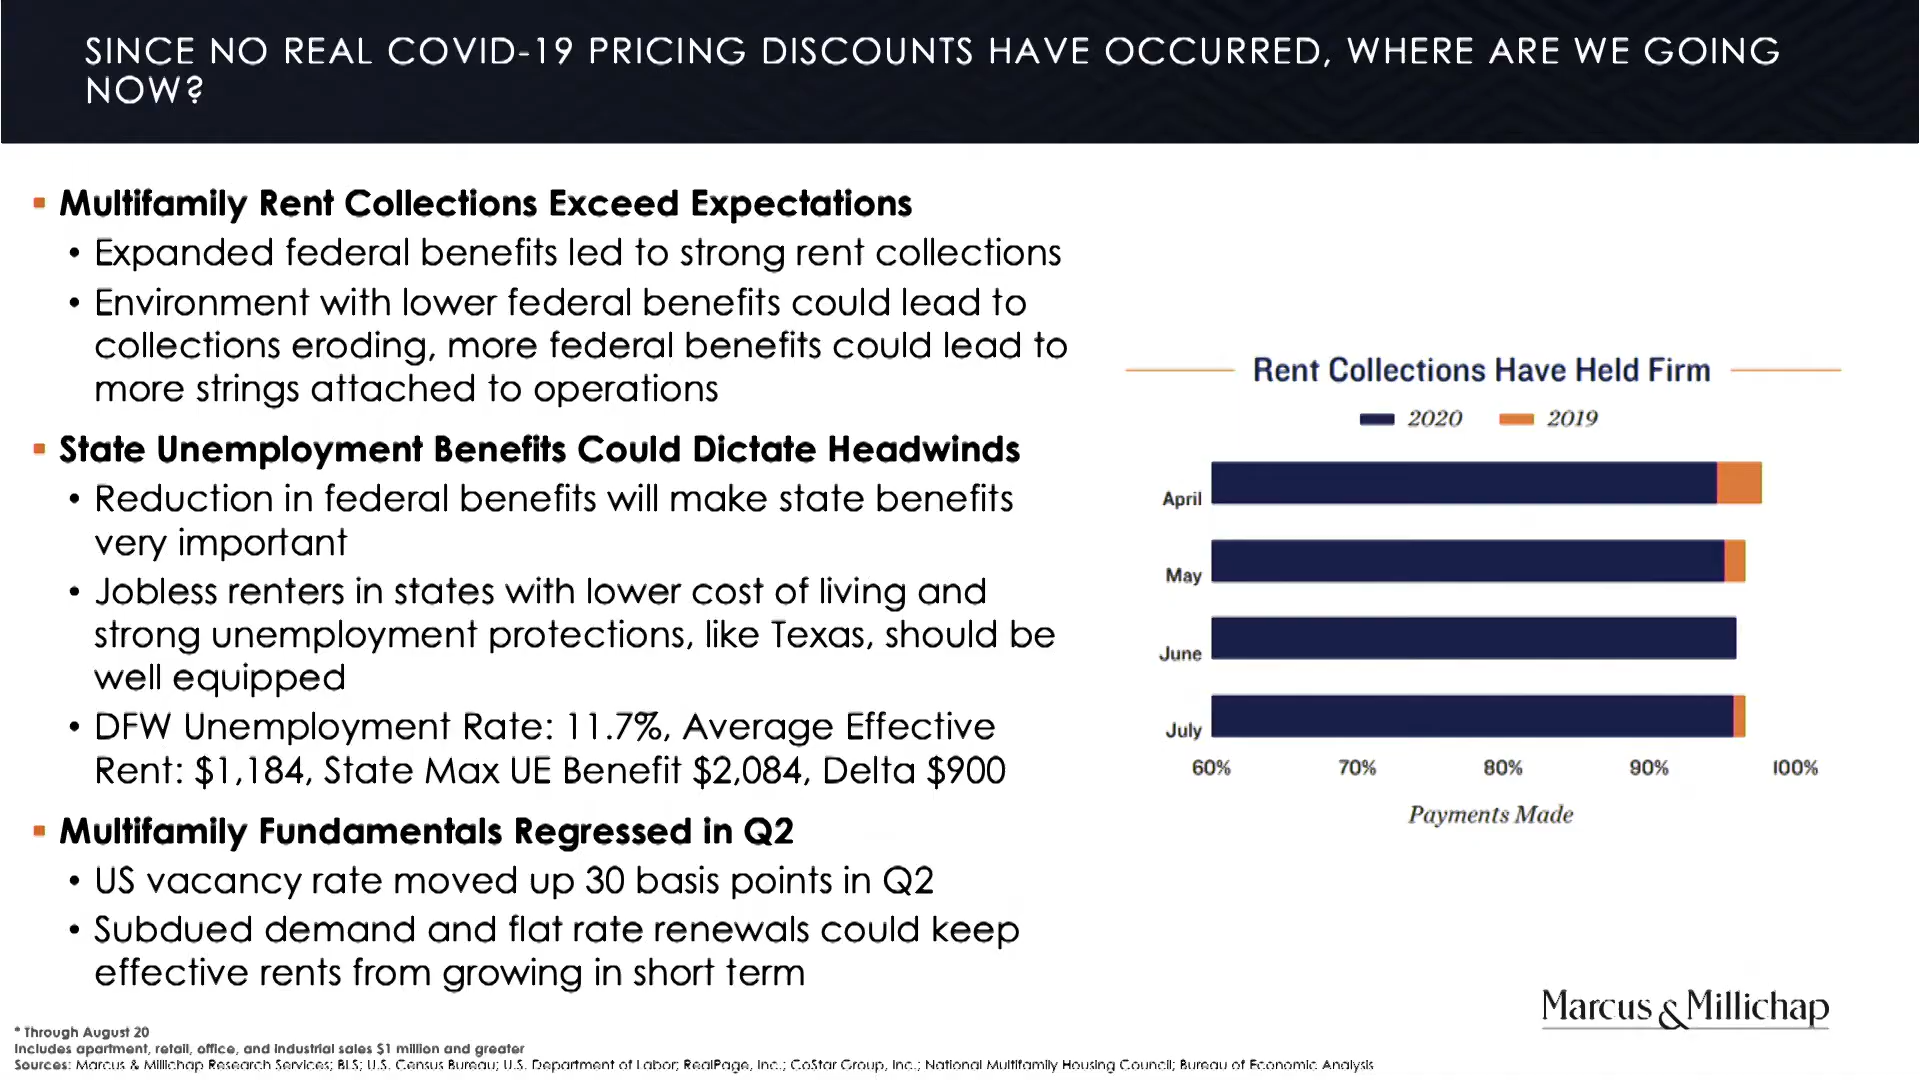 SINCE NO REAL COVID-19 PRICING DISCOUNTS HAVE OCCURRED, WHERE ARE WE GOING
NOW?
▪ Multifamily Rent Collections Exceed Expectations
• Expanded federal benefits led to strong rent collections
• Environment with lower federal benefits could lead to
collections eroding, more federal benefits could lead to
more strings attached to operations
▪ State Unemployment Benefits Could Dictate Headwinds
• Reduction in federal benefits will make state benefits
very important
• Jobless renters in states with lower cost of living and
strong unemployment protections, like Texas, should be
well equipped
• DFW Unemployment Rate: 11.7%, Average Effective
Rent: $1,184, State Max UE Benefit $2,084, Delta $900
▪ Multifamily Fundamentals Regressed in Q2
• US vacancy rate moved up 30 basis points in Q2
• Subdued demand and flat rate renewals could keep
effective rents from growing in short term
Rent Collections Have Held Firm
2020 2019
April
May
June
July
60% 70% 80% 90% 100%
Payments Made
Marcus & Millichap
* Through August 20
Includes apartment, retail, office, and industrial sales $1 million and greater
Sources: Marcus & Millichap Research Services; BLS; U.S. Census Bureau; U.S. Department of Labor; RealPage, Inc.; CoStar Group, Inc.; National Multifamily Housing Council; Bureau of Economic Analysis